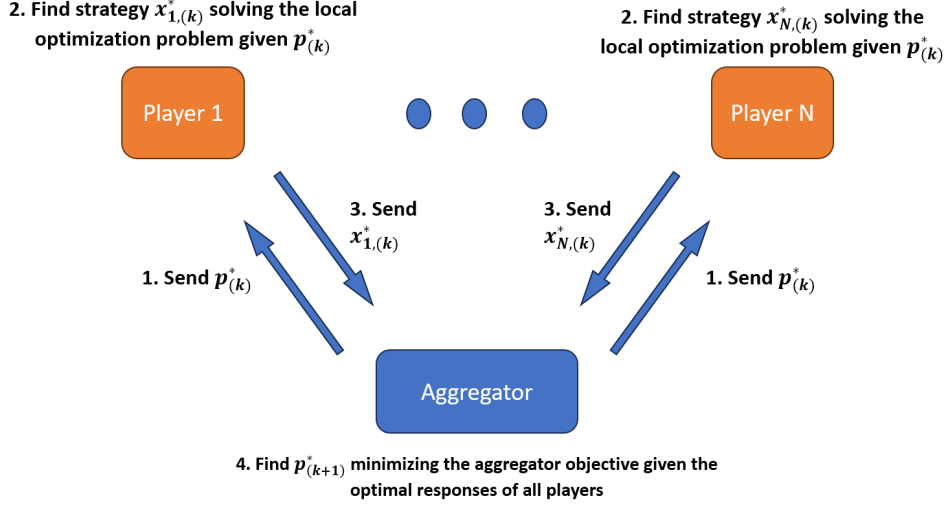 2. Find strategy x*1,(k) solving the local
optimization problem given p*(k)
2. Find strategy x*N,(k) solving the
local optimization problem given p*(k)
Player 1
Player N
3. Send
x*1,(k)
3. Send
x*N,(k)
1. Send p*(k)
1. Send p*(k)
Aggregator
4. Find p*(k+1) minimizing the aggregator objective given the
optimal responses of all players